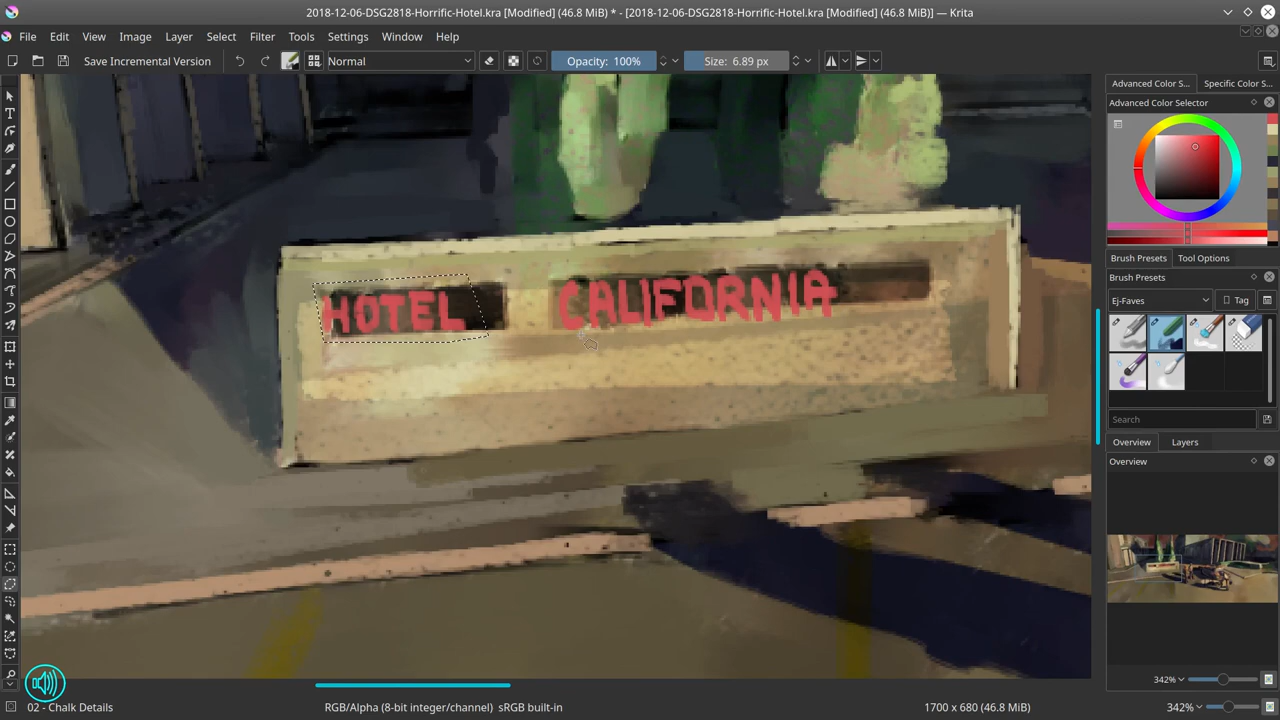 2018-12-06-DSG2818-Horrific-Hotel.kra [Modified] (46.8 MiB) * - [2018-12-06-DSG2818-Horrific-Hotel.kra [Modified] (46.8 MiB)] — Krita
File Edit View Image Layer Select Filter Tools Settings Window Help
Save Incremental Version Normal Opacity: 100% Size: 6.89 px
Advanced Color S... Specific Color S...
Advanced Color Selector
Brush Presets Tool Options
Brush Presets
Ej-Faves Tag
HOTEL CALIFORNIA
Search
Overview Layers
Overview
342%
02 - Chalk Details RGB/Alpha (8-bit integer/channel) sRGB built-in 1700 x 680 (46.8 MiB) 342%